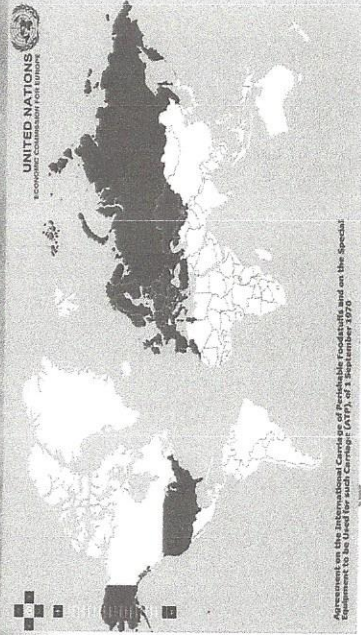 UNITED NATIONS
ECONOMIC COMMISSION FOR EUROPE
Agreement on the International Carriage of Perishable Foodstuffs and on the Special
Equipment to be Used for such Carriage (ATP), of 1 September 1970